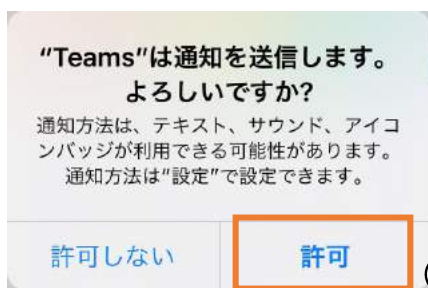 “Teams”は通知を送信します。
よろしいですか?
通知方法は、テキスト、サウンド、アイコ
ンバッジが利用できる可能性があります。
通知方法は“設定”で設定できます。
許可しない
許可